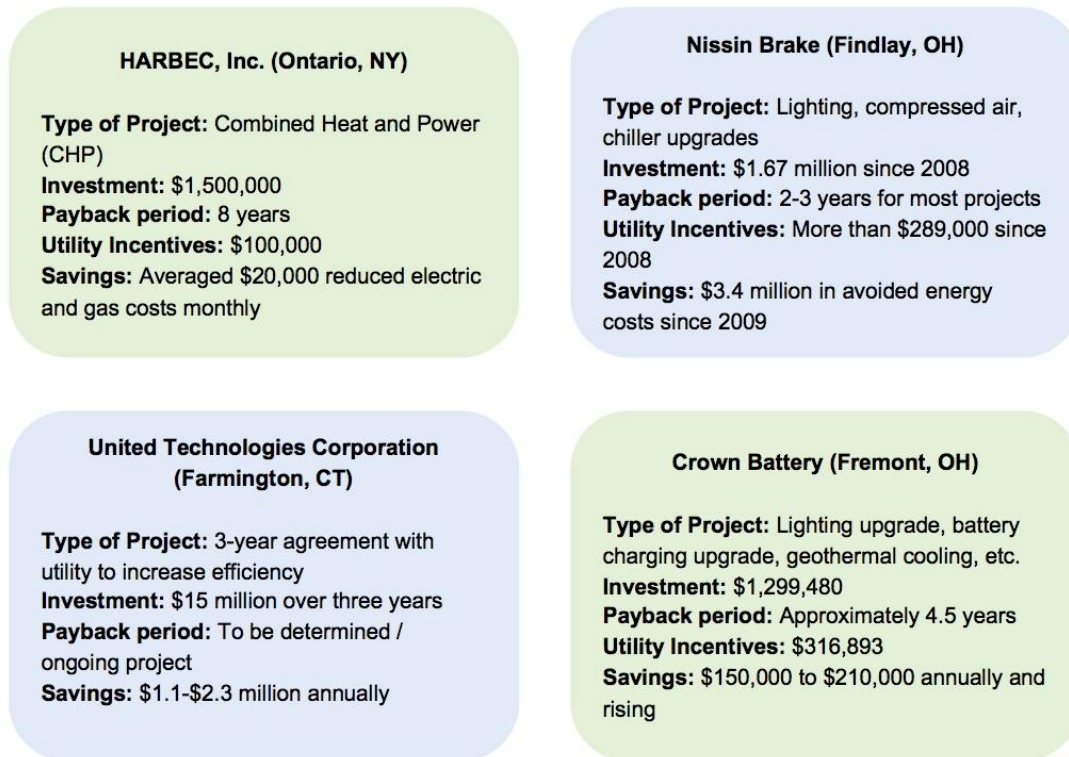 HARBEC, Inc. (Ontario, NY)
Type of Project: Combined Heat and Power
(CHP)
Investment: $1,500,000
Payback period: 8 years
Utility Incentives: $100,000
Savings: Averaged $20,000 reduced electric
and gas costs monthly
Nissin Brake (Findlay, OH)
Type of Project: Lighting, compressed air,
chiller upgrades
Investment: $1.67 million since 2008
Payback period: 2-3 years for most projects
Utility Incentives: More than $289,000 since
2008
Savings: $3.4 million in avoided energy
costs since 2009
United Technologies Corporation
(Farmington, CT)
Type of Project: 3-year agreement with
utility to increase efficiency
Investment: $15 million over three years
Payback period: To be determined /
ongoing project
Savings: $1.1-$2.3 million annually
Crown Battery (Fremont, OH)
Type of Project: Lighting upgrade, battery
charging upgrade, geothermal cooling, etc.
Investment: $1,299,480
Payback period: Approximately 4.5 years
Utility Incentives: $316,893
Savings: $150,000 to $210,000 annually and
rising